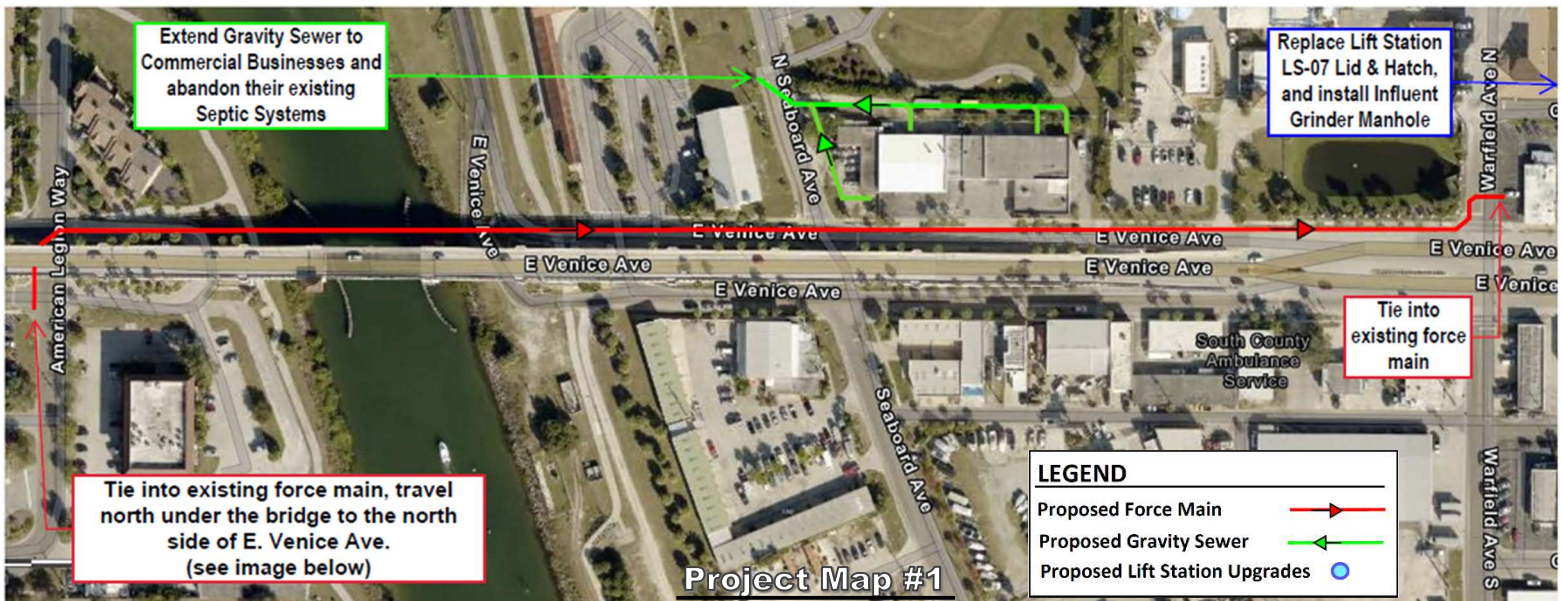 Extend Gravity Sewer to
Commercial Businesses and
abandon their existing
Septic Systems
N Seaboard Ave
Replace Lift Station
LS-07 Lid & Hatch,
and install Influent
Grinder Manhole
Warfield Ave N
American Legion Way
E Venice Ave
E Venice Ave
E Venice Ave
E Venice Ave
E Venice Ave
E Venice Ave
E Venice Ave
E Venice
Tie into
existing force
main
South County
Ambulance
Service
Seaboard Ave
Tie into existing force main, travel
north under the bridge to the north
side of E. Venice Ave.
(see image below)
LEGEND
Proposed Force Main
Proposed Gravity Sewer
Proposed Lift Station Upgrades
Warfield Ave S
Project Map #1